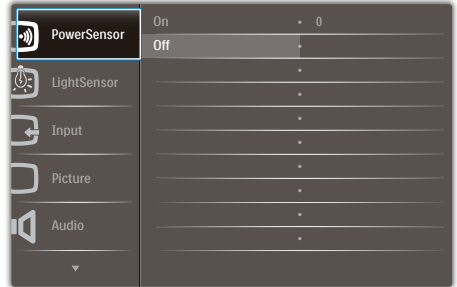 PowerSensor
On • 0
Off •
LightSensor
Input
Picture
Audio